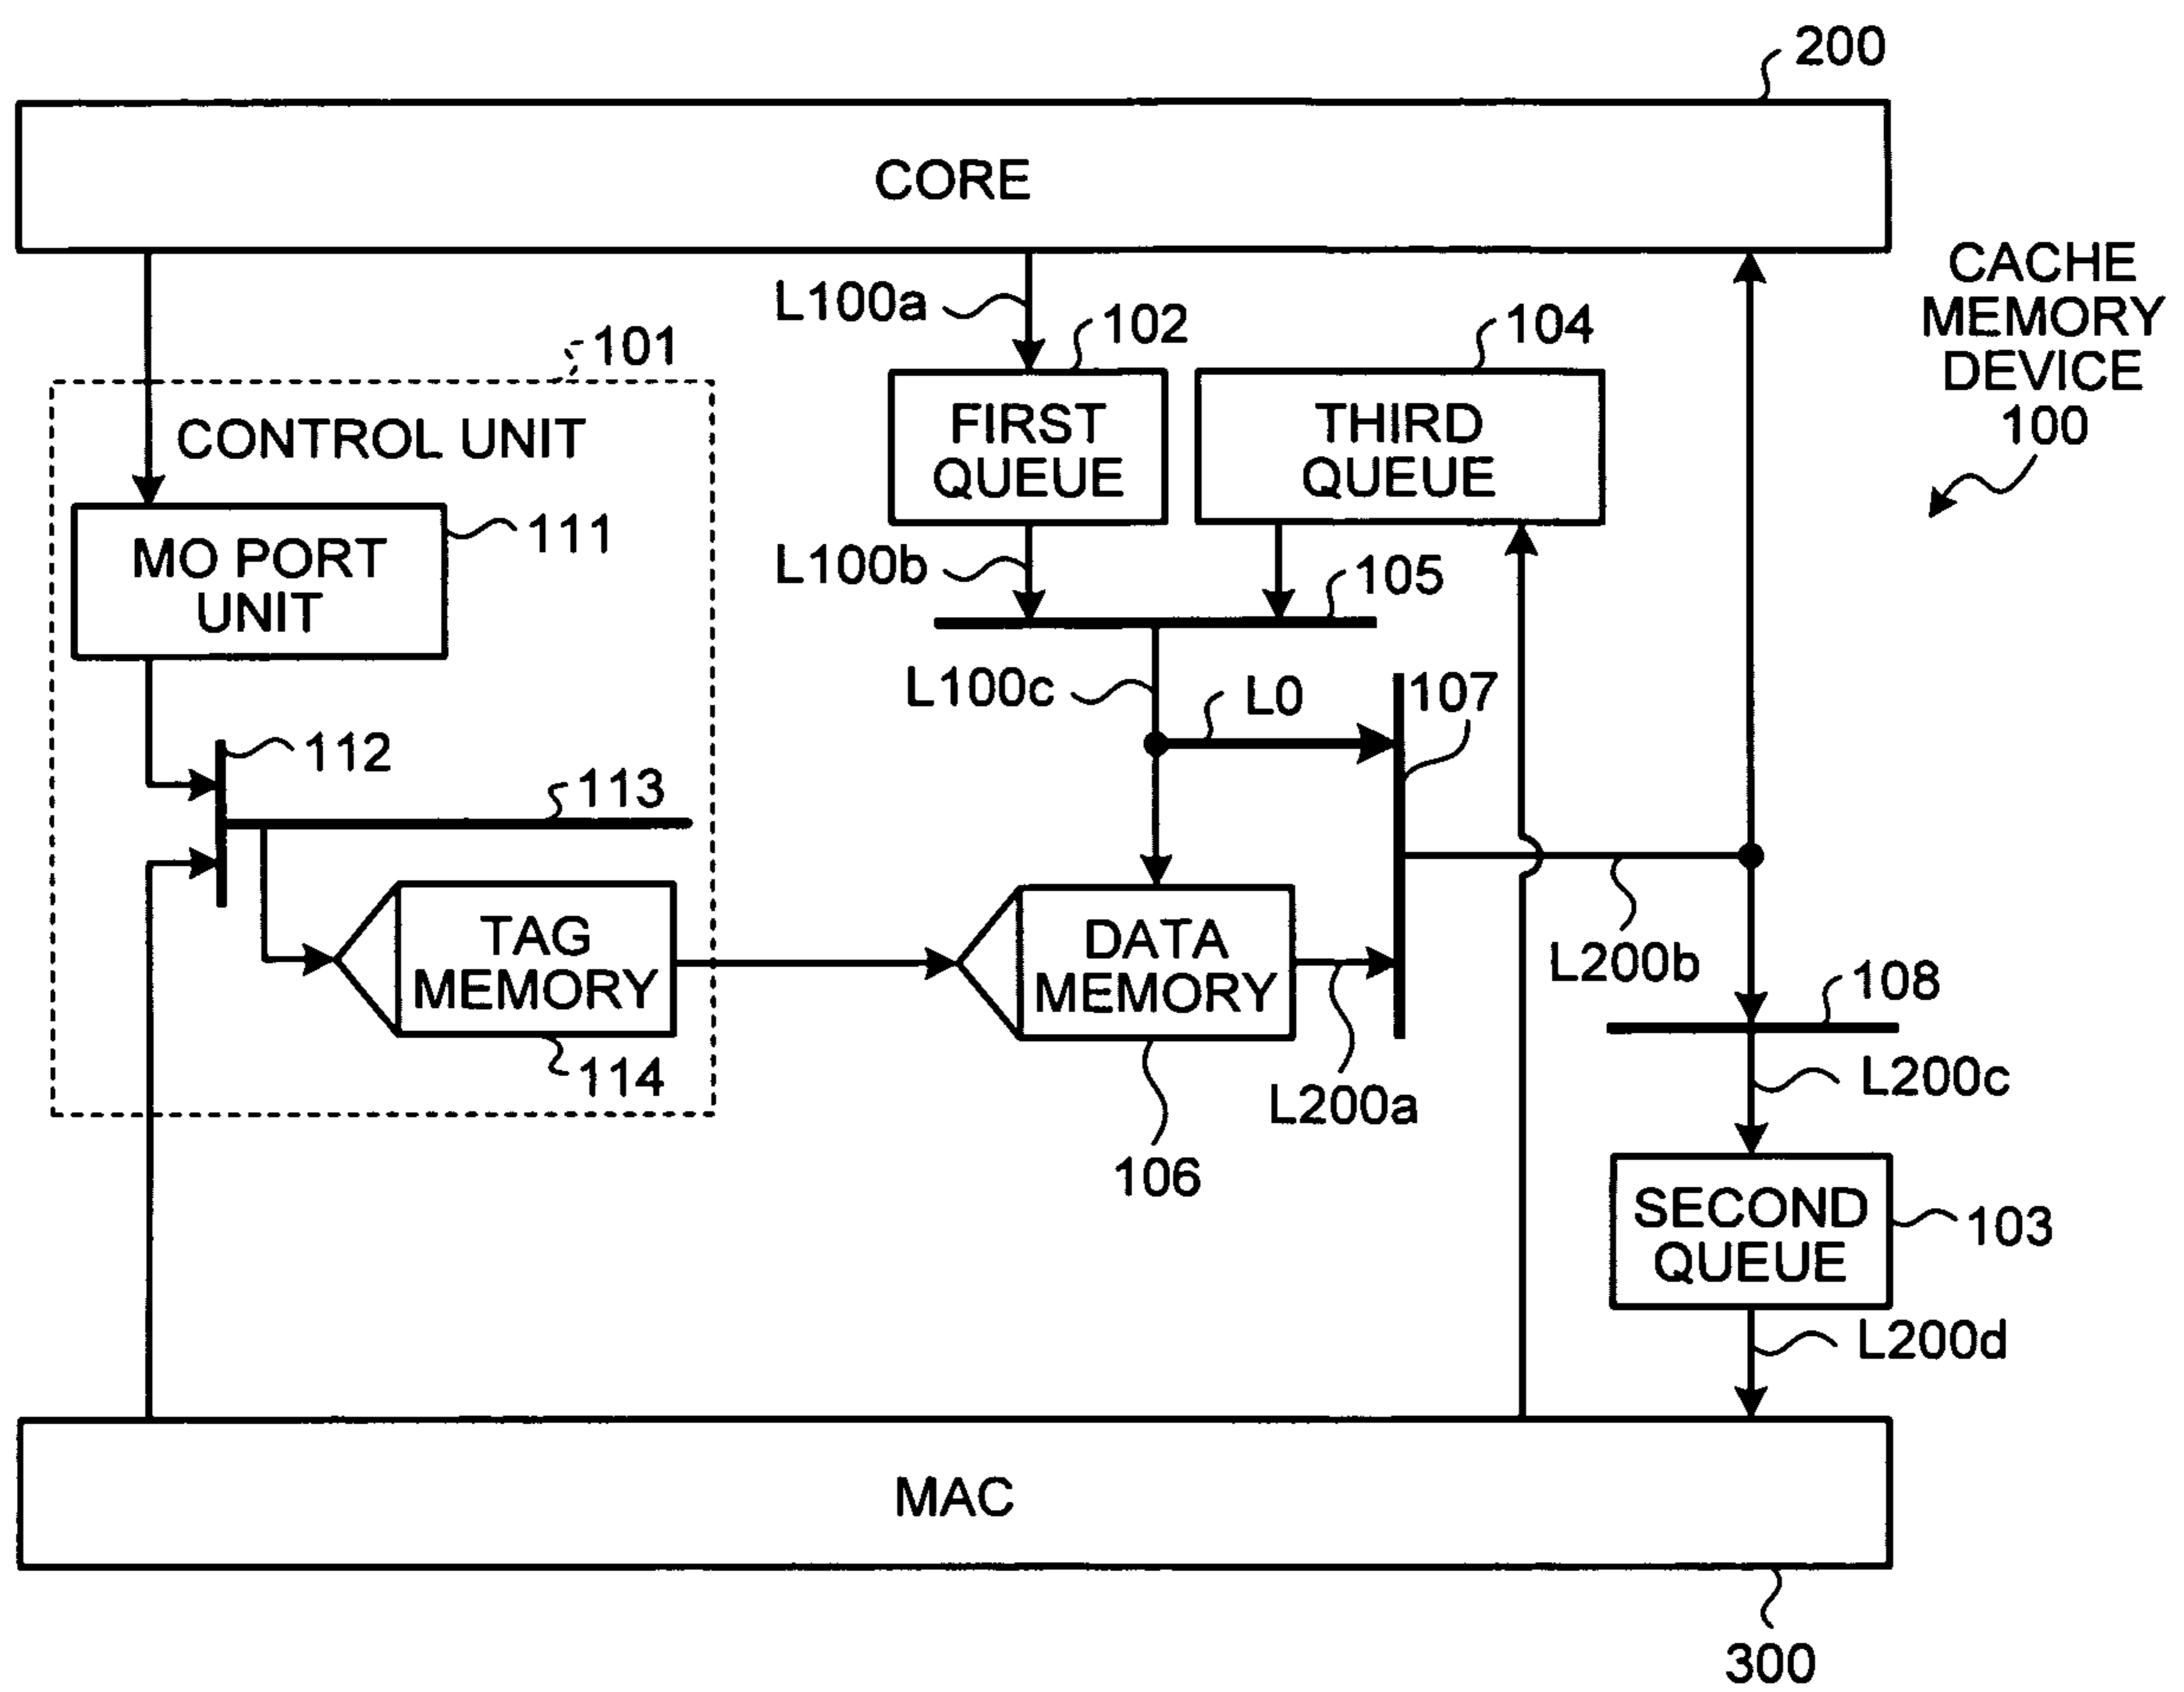 200
CORE
CACHE
MEMORY
DEVICE
100
L100a
102
104
101
CONTROL UNIT
FIRST
QUEUE
THIRD
QUEUE
MO PORT
UNIT
111
L100b
105
L100c
L0
107
112
113
TAG
MEMORY
114
DATA
MEMORY
106
L200a
L200b
108
L200c
SECOND
QUEUE
103
L200d
MAC
300